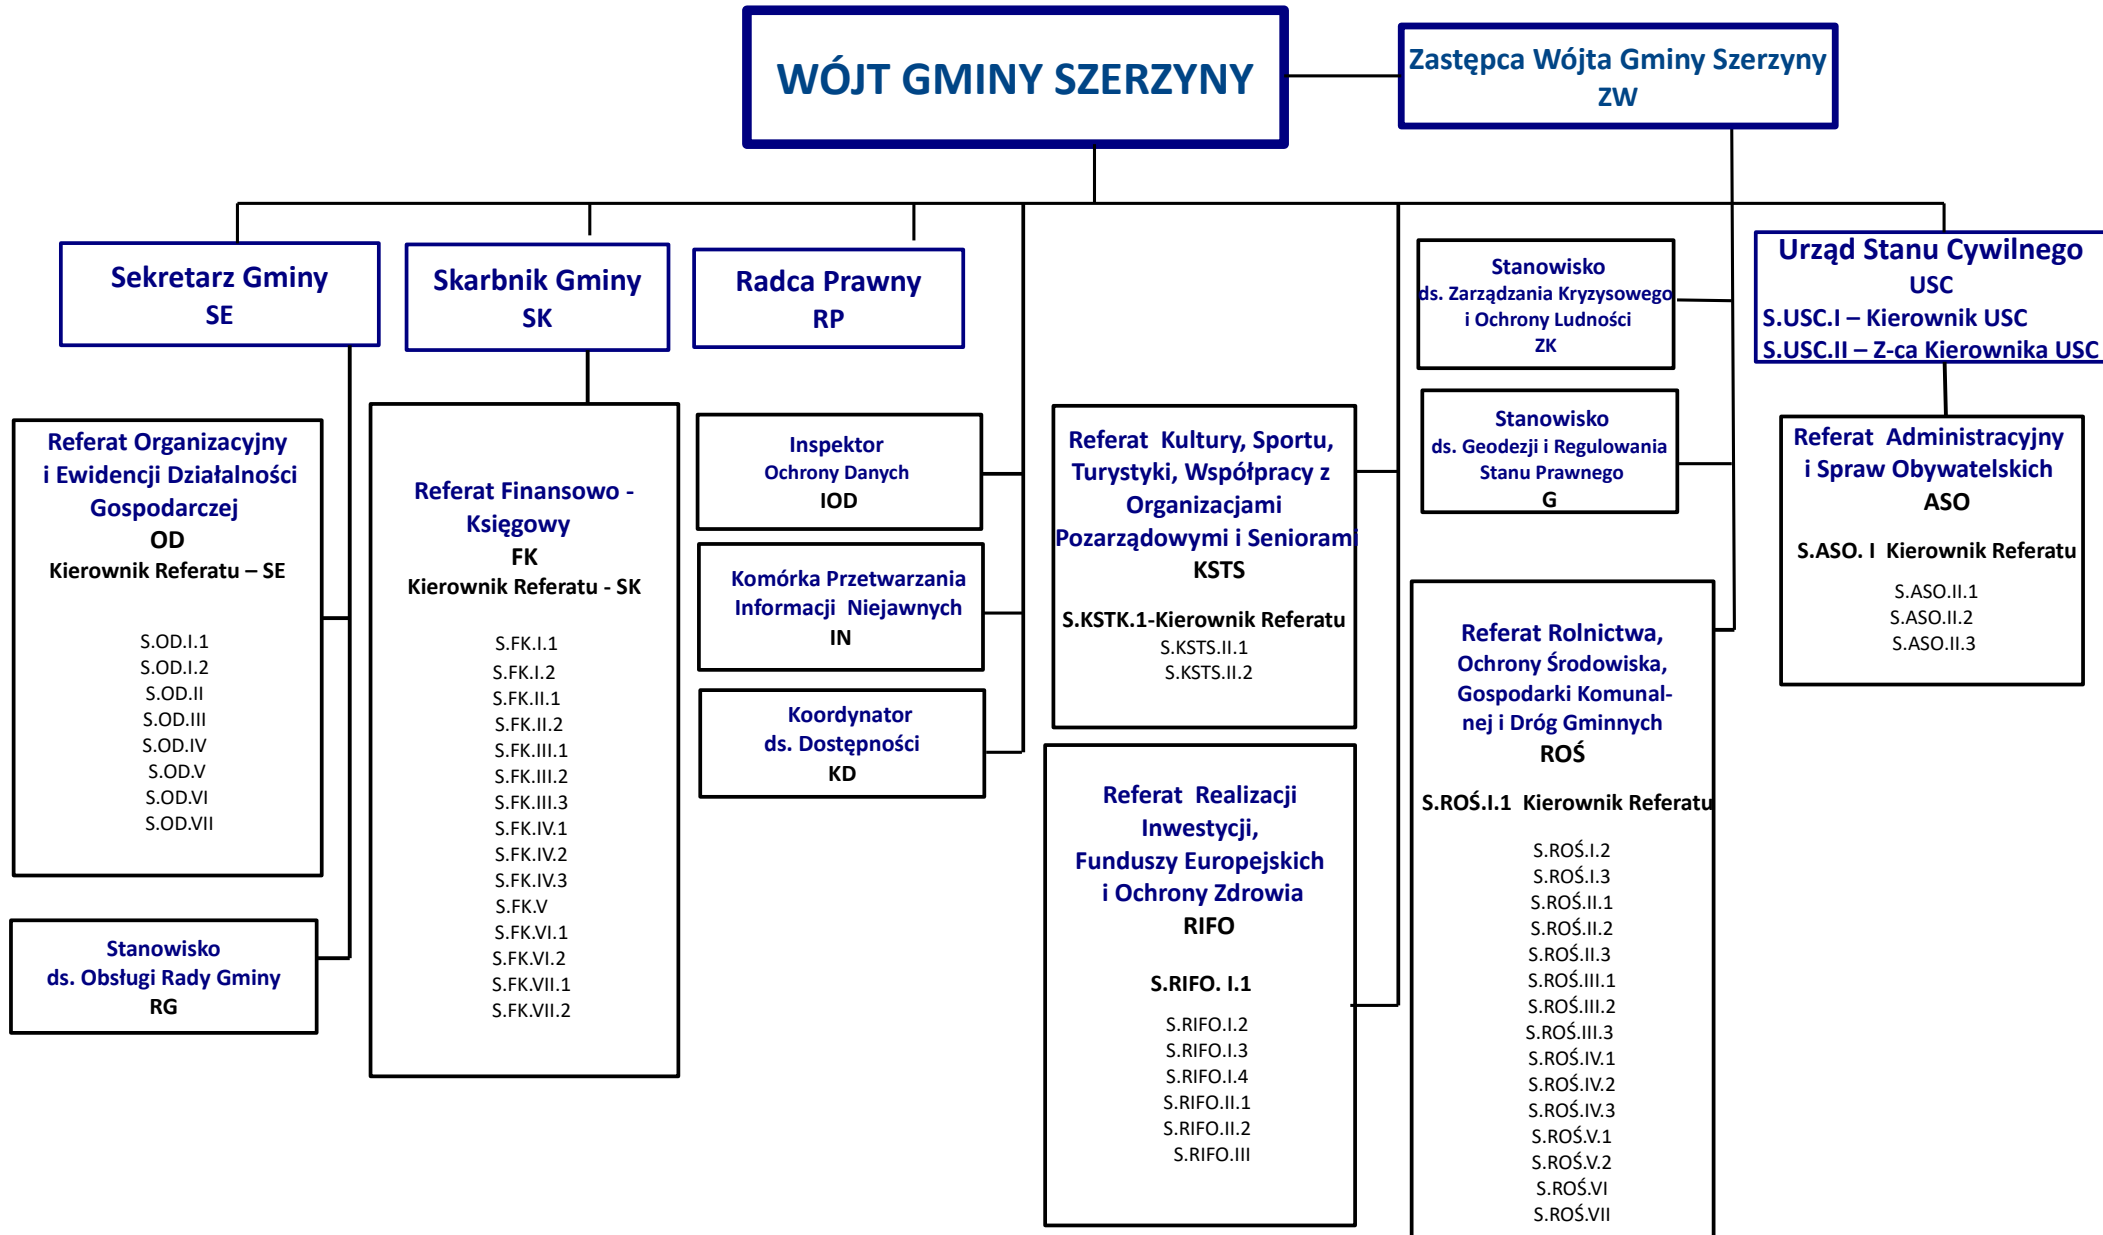 WÓJT GMINY SZERZYNY
Zastępca Wójta Gminy Szerzyny
ZW
Sekretarz Gminy
SE
Skarbnik Gminy
SK
Radca Prawny
RP
Stanowisko
ds. Zarządzania Kryzysowego
i Ochrony Ludności
ZK
Urząd Stanu Cywilnego
USC
S.USC.I – Kierownik USC
S.USC.II – Z-ca Kierownika USC
Referat Organizacyjny
i Ewidencji Działalności
Gospodarczej
OD
Kierownik Referatu – SE
S.OD.I.1
S.OD.I.2
S.OD.II
S.OD.III
S.OD.IV
S.OD.V
S.OD.VI
S.OD.VII
Stanowisko
ds. Obsługi Rady Gminy
RG
Referat Finansowo -
Księgowy
FK
Kierownik Referatu - SK
S.FK.I.1
S.FK.I.2
S.FK.II.1
S.FK.II.2
S.FK.III.1
S.FK.III.2
S.FK.III.3
S.FK.IV.1
S.FK.IV.2
S.FK.IV.3
S.FK.V
S.FK.VI.1
S.FK.VI.2
S.FK.VII.1
S.FK.VII.2
Inspektor
Ochrony Danych
IOD
Komórka Przetwarzania
Informacji Niejawnych
IN
Koordynator
ds. Dostępności
KD
Referat Kultury, Sportu,
Turystyki, Współpracy z
Organizacjami
Pozarządowymi i Seniorami
KSTS
S.KSTK.1-Kierownik Referatu
S.KSTS.II.1
S.KSTS.II.2
Referat Realizacji
Inwestycji,
Funduszy Europejskich
i Ochrony Zdrowia
RIFO
S.RIFO. I.1
S.RIFO.I.2
S.RIFO.I.3
S.RIFO.I.4
S.RIFO.II.1
S.RIFO.II.2
S.RIFO.III
Stanowisko
ds. Geodezji i Regulowania
Stanu Prawnego
G
Referat Rolnictwa,
Ochrony Środowiska,
Gospodarki Komunal-
nej i Dróg Gminnych
ROŚ
S.ROŚ.I.1 Kierownik Referatu
S.ROŚ.I.2
S.ROŚ.I.3
S.ROŚ.II.1
S.ROŚ.II.2
S.ROŚ.II.3
S.ROŚ.III.1
S.ROŚ.III.2
S.ROŚ.III.3
S.ROŚ.IV.1
S.ROŚ.IV.2
S.ROŚ.IV.3
S.ROŚ.V.1
S.ROŚ.V.2
S.ROŚ.VI
S.ROŚ.VII
Referat Administracyjny
i Spraw Obywatelskich
ASO
S.ASO. I Kierownik Referatu
S.ASO.II.1
S.ASO.II.2
S.ASO.II.3